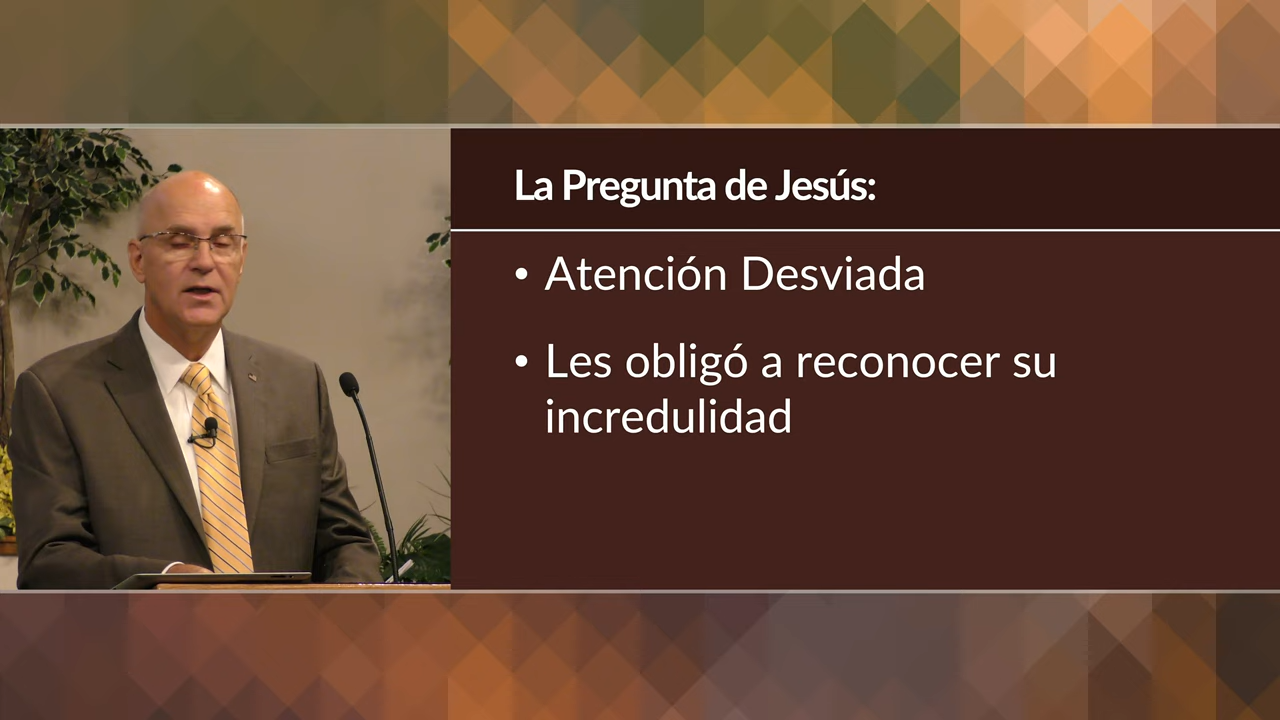 La Pregunta de Jesús:
• Atención Desviada
• Les obligó a reconocer su
incredulidad